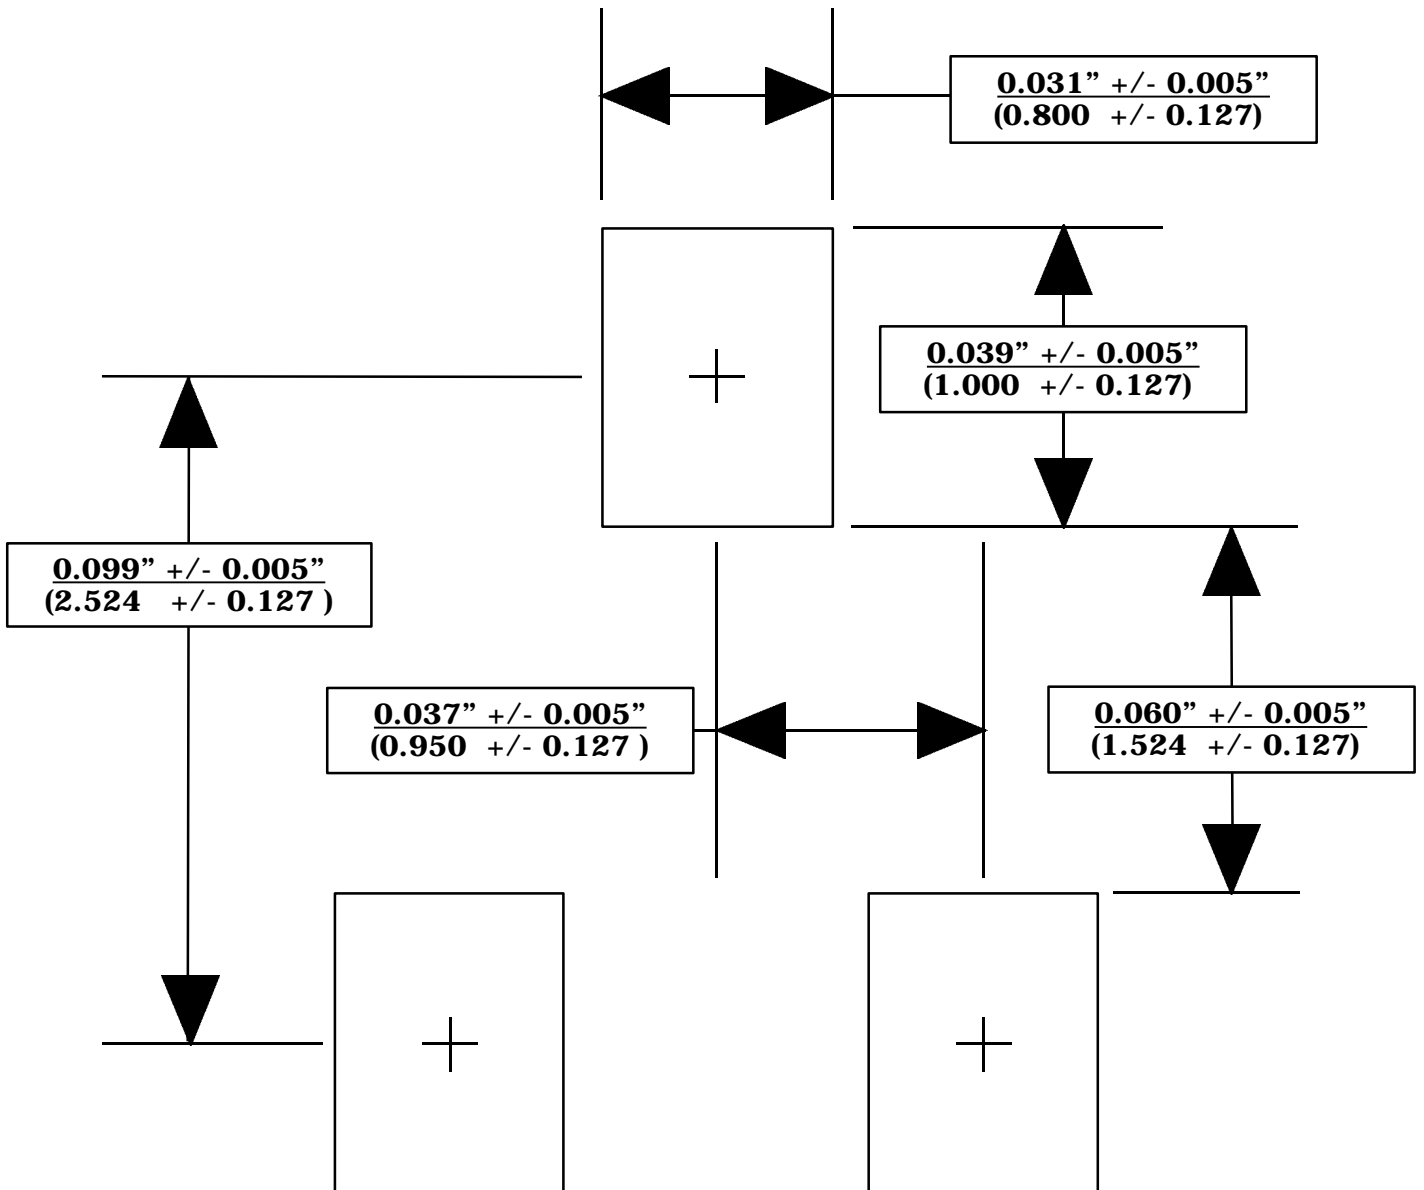 0.031” +/- 0.005”
(0.800 +/- 0.127)
0.039” +/- 0.005”
(1.000 +/- 0.127)
0.099” +/- 0.005”
(2.524 +/- 0.127 )
0.037” +/- 0.005”
(0.950 +/- 0.127 )
0.060” +/- 0.005”
(1.524 +/- 0.127)